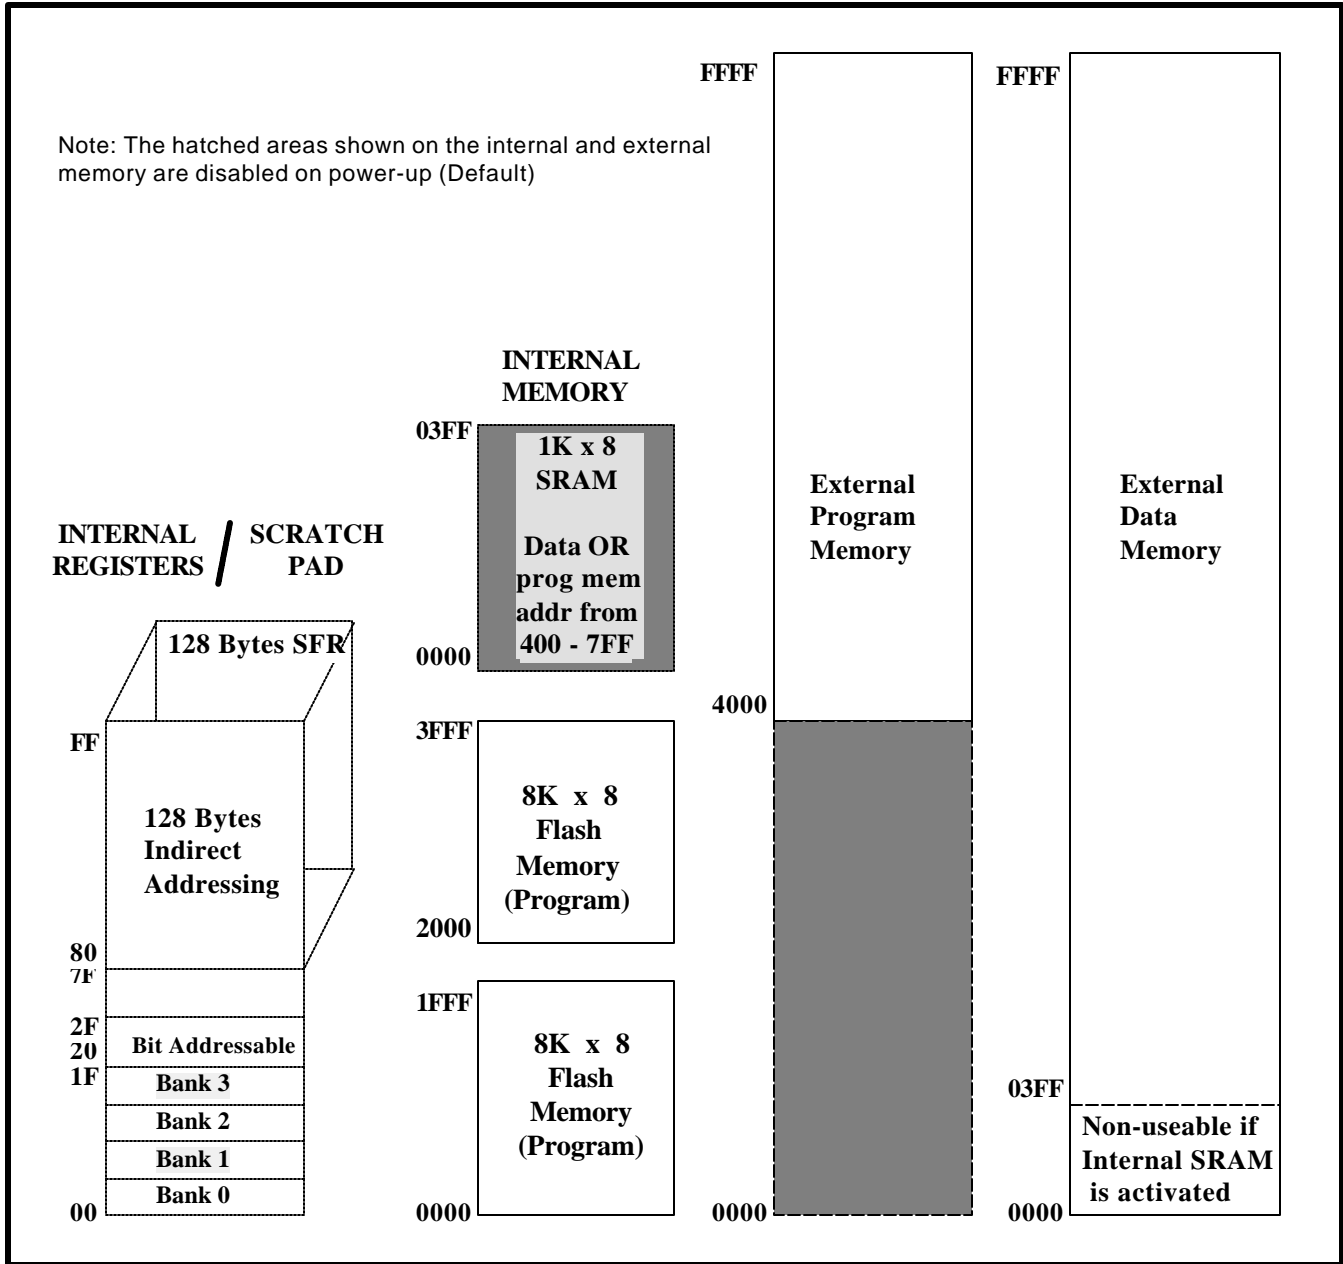 Note: The hatched areas shown on the internal and external
memory are disabled on power-up (Default)
INTERNAL
REGISTERS
/
SCRATCH
PAD
128 Bytes SFR
FF
128 Bytes
Indirect
Addressing
80
7F
2F
20
Bit Addressable
1F
Bank 3
Bank 2
Bank 1
Bank 0
00
INTERNAL
MEMORY
03FF
1K x 8
SRAM
Data OR
prog mem
addr from
400 - 7FF
0000
3FFF
8K x 8
Flash
Memory
(Program)
2000
1FFF
8K x 8
Flash
Memory
(Program)
0000
FFFF
External
Program
Memory
4000
0000
FFFF
External
Data
Memory
03FF
Non-useable if
Internal SRAM
is activated
0000